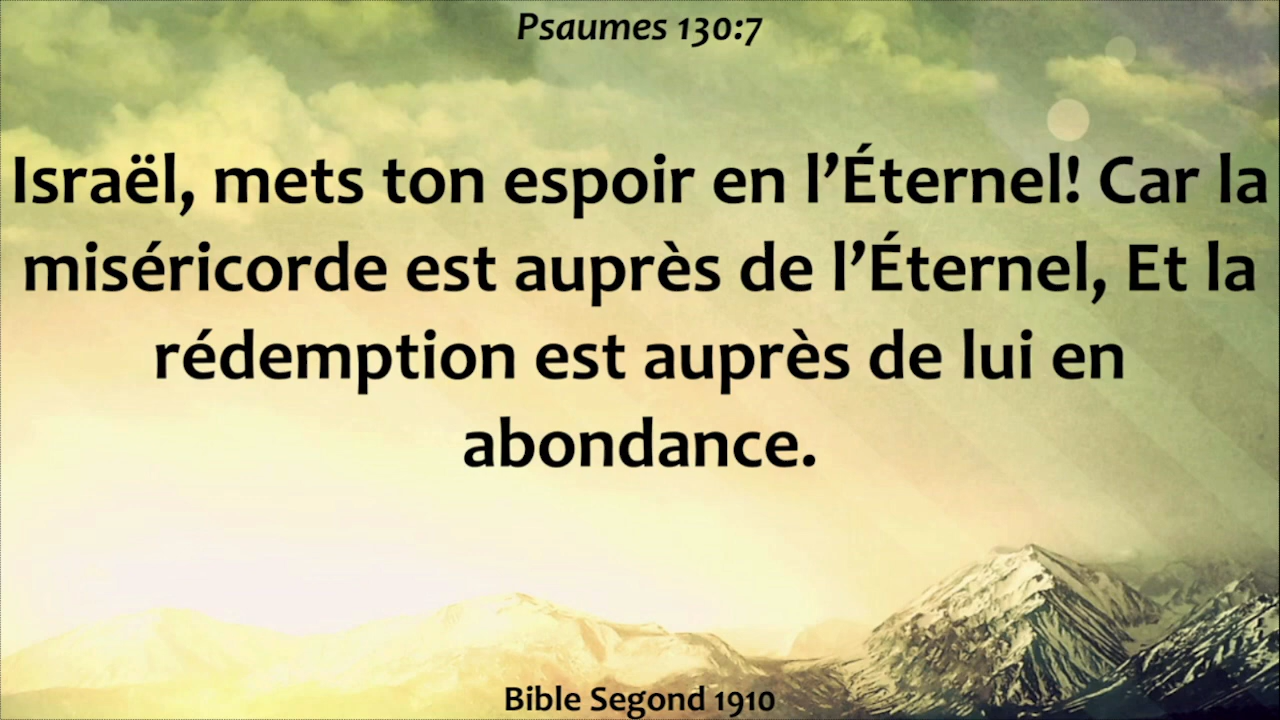 Psaumes 130:7
Israël, mets ton espoir en l’Éternel! Car la
miséricorde est auprès de l’Éternel, Et la
rédemption est auprès de lui en
abondance.
Bible Segond 1910